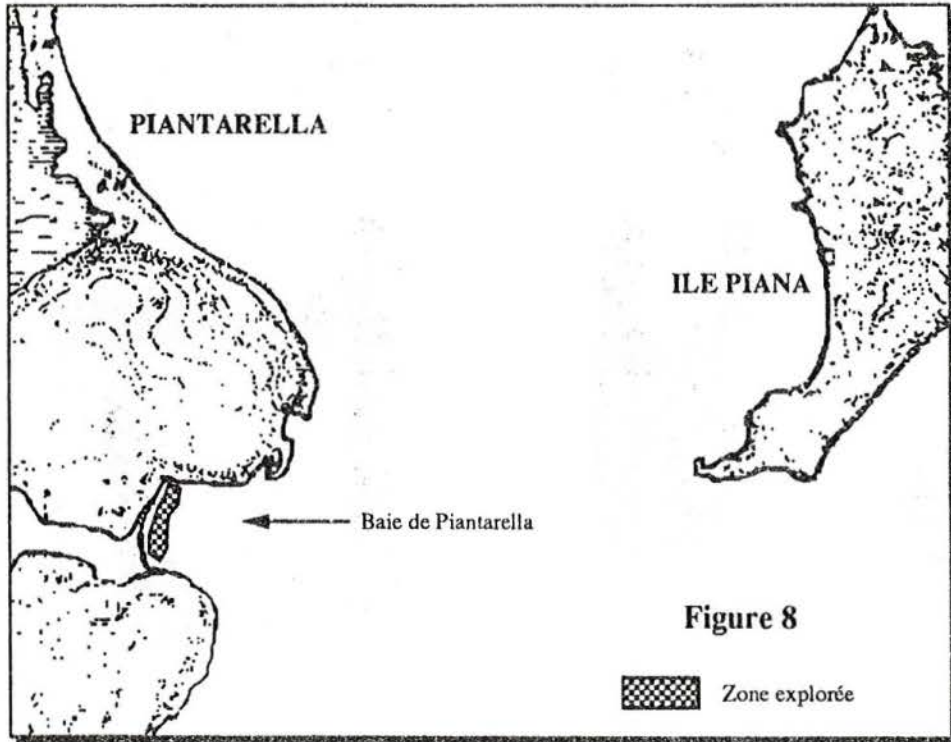 PIANTARELLA
ILE PIANA
Baie de Piantarella
Figure 8
Zone explorée